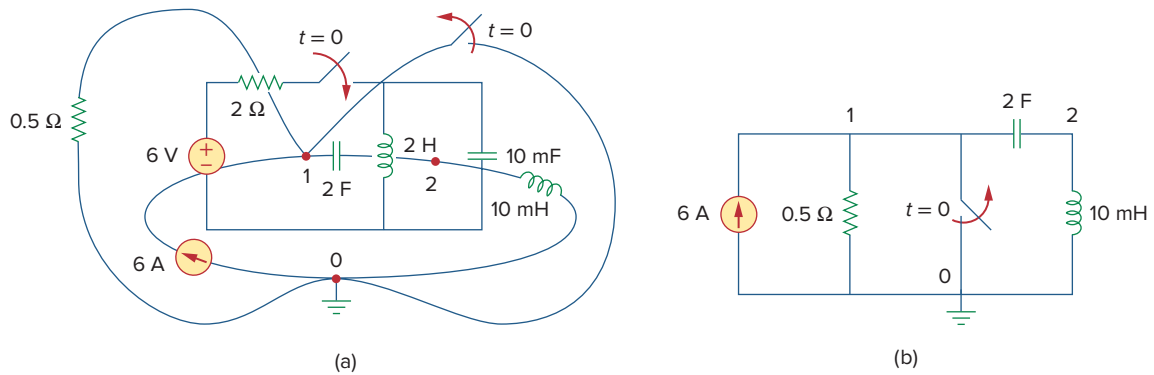 t = 0
t = 0
0.5 Ω
2 Ω
6 V
+
−
2 H
10 mF
1
2 F
2
10 mH
6 A
0
(a)
2 F
1
2
6 A
0.5 Ω
t = 0
10 mH
0
(b)